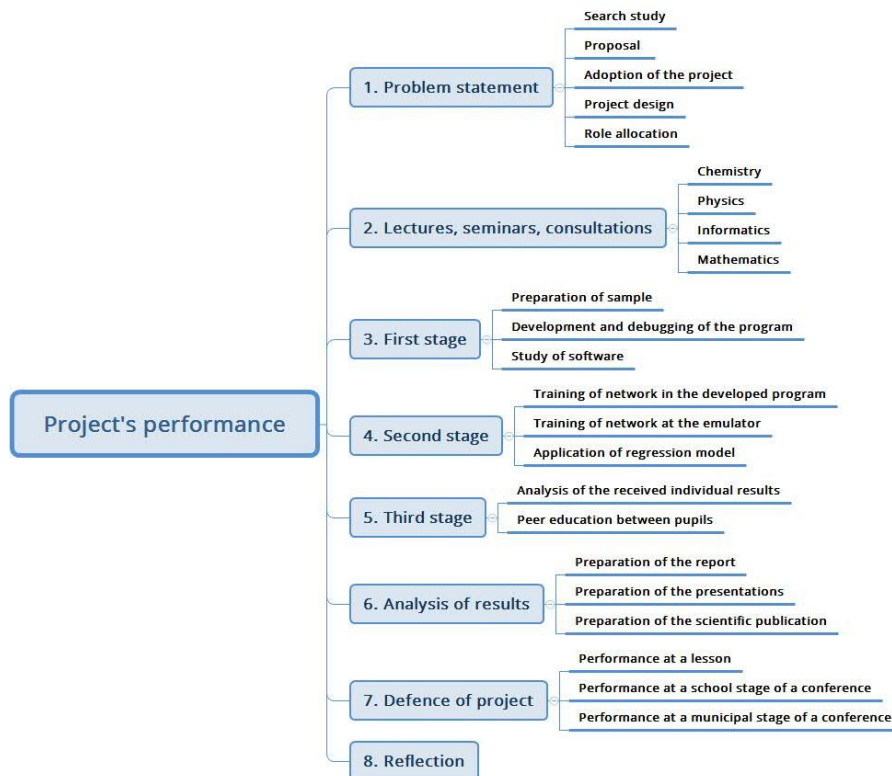 Project's performance
1. Problem statement
Search study
Proposal
Adoption of the project
Project design
Role allocation
2. Lectures, seminars, consultations
Chemistry
Physics
Informatics
Mathematics
3. First stage
Preparation of sample
Development and debugging of the program
Study of software
4. Second stage
Training of network in the developed program
Training of network at the emulator
Application of regression model
5. Third stage
Analysis of the received individual results
Peer education between pupils
6. Analysis of results
Preparation of the report
Preparation of the presentations
Preparation of the scientific publication
7. Defence of project
Performance at a lesson
Performance at a school stage of a conference
Performance at a municipal stage of a conference
8. Reflection